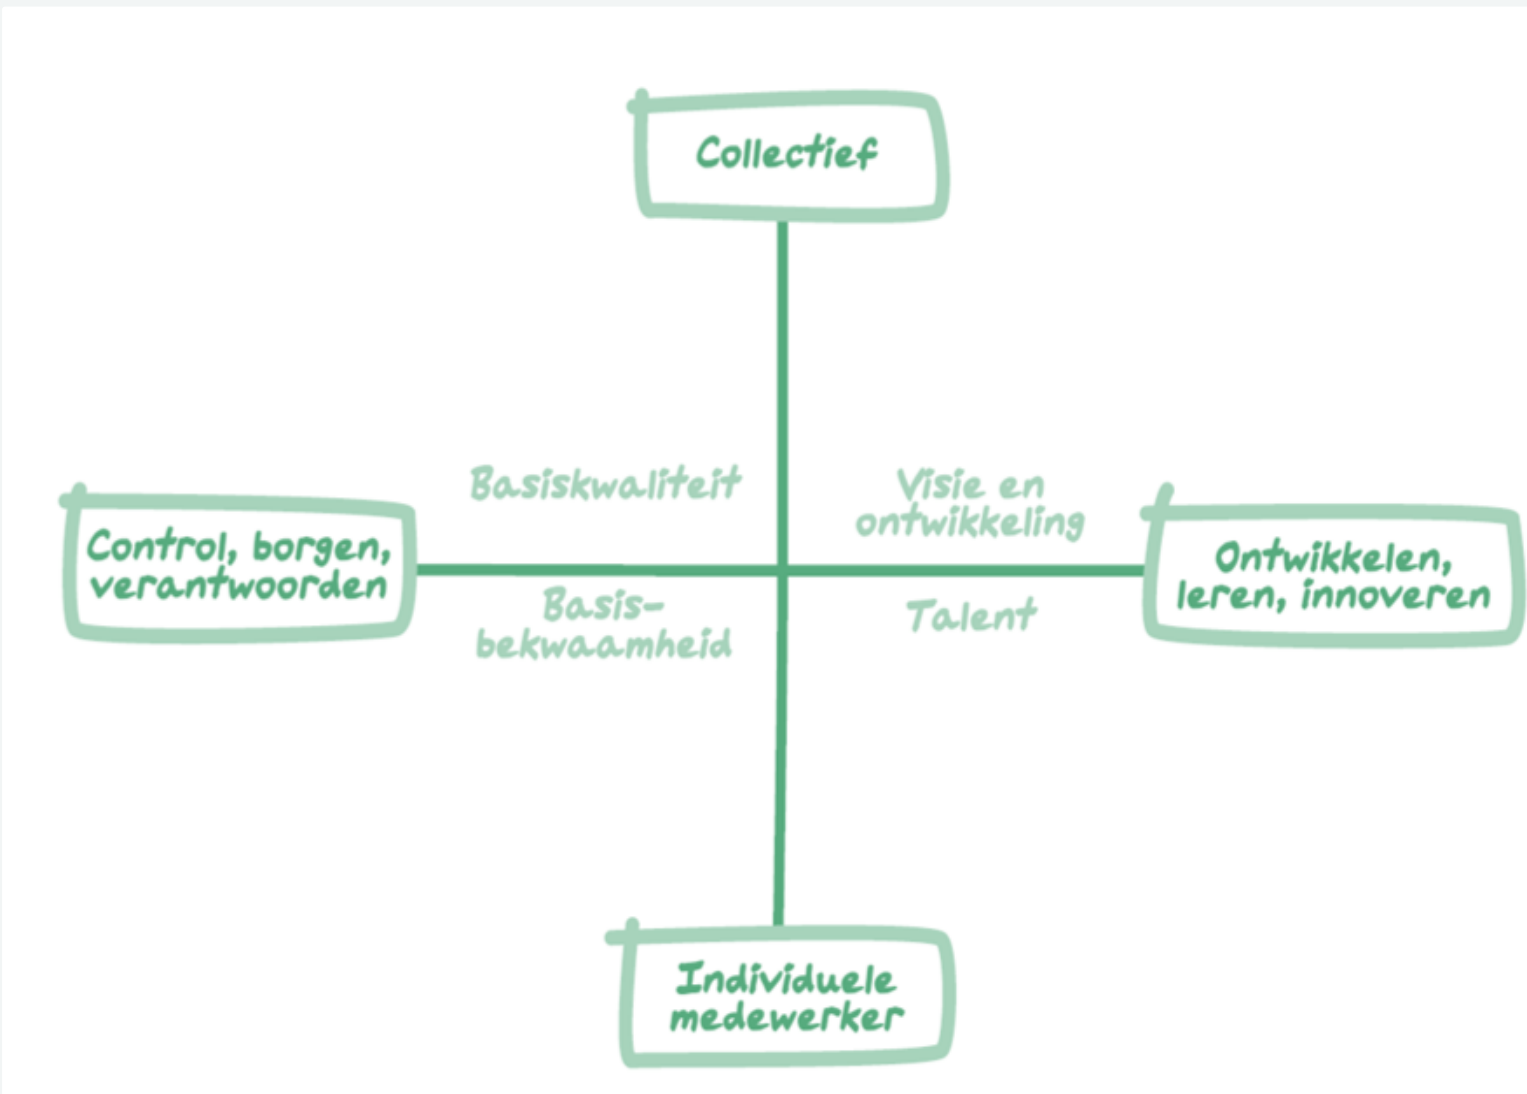 Collectief
Basiskwaliteit
Visie en
ontwikkeling
Control, borgen,
verantwoorden
Ontwikkelen,
leren, innoveren
Basis-
bekwaamheid
Talent
Individuele
medewerker